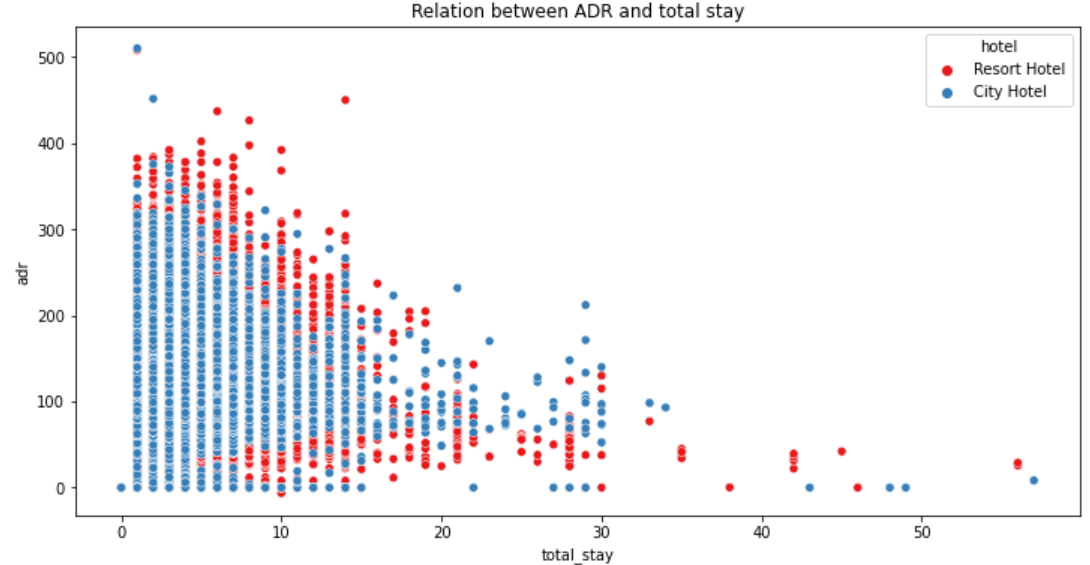 Relation between ADR and total stay
hotel
Resort Hotel
City Hotel
500
400
300
200
100
0
adr
0 10 20 30 40 50
total_stay